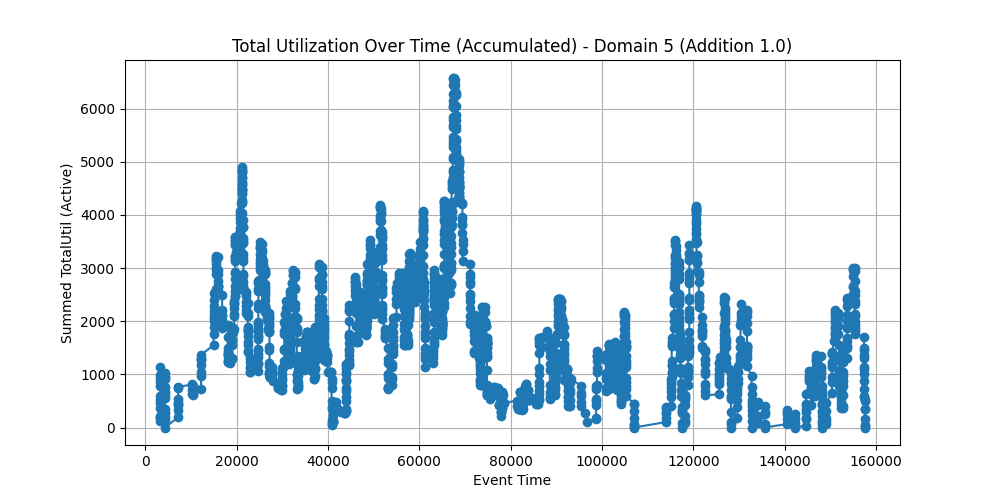 Total Utilization Over Time (Accumulated) - Domain 5 (Addition 1.0)
Summed TotalUtil (Active)
6000
5000
4000
3000
2000
1000
0
0 20000 40000 60000 80000 100000 120000 140000 160000
Event Time